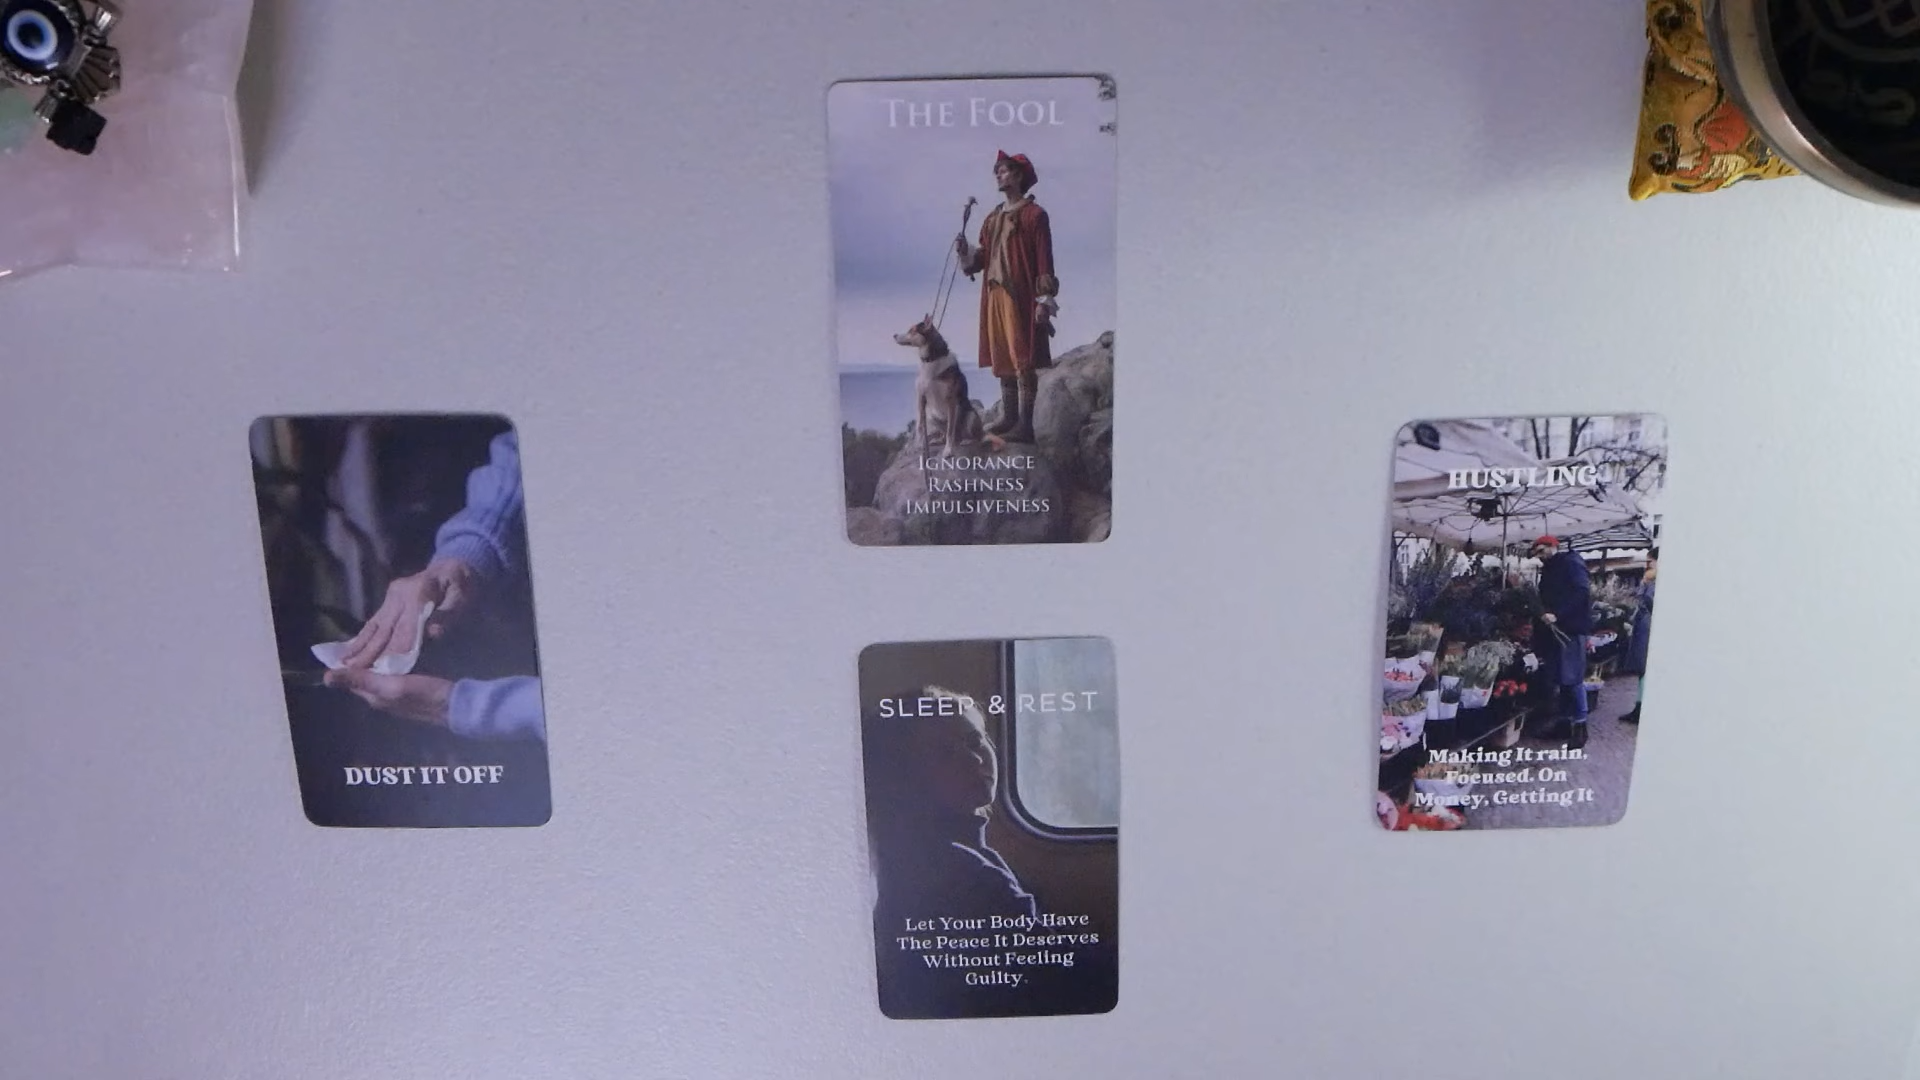 THE FOOL
IGNORANCE
RASHNESS
IMPULSIVENESS
DUST IT OFF
HUSTLING
Making It rain,
Focused. On
Money, Getting It
SLEEP & REST
Let Your Body Have
The Peace It Deserves
Without Feeling
Guilty.